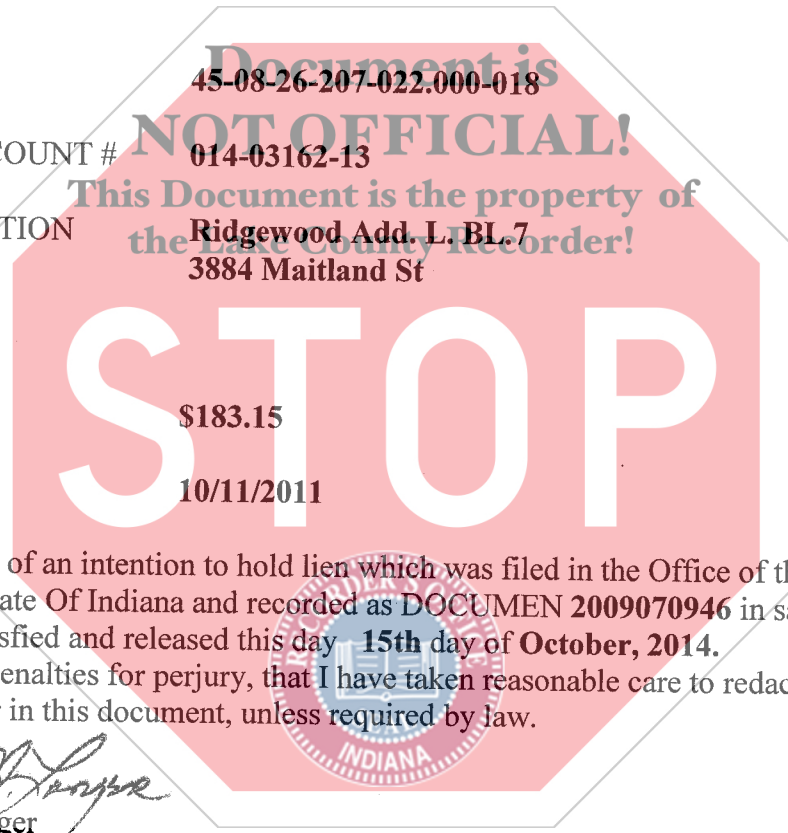 Document is
45-08-26-207-022.000-018
NOT OFFICIAL!
COUNT # 014-03162-13
This Document is the property of
TION Ridgewood Add. L. BL.7
the Lake County Recorder!
3884 Maitland St
STOP
$183.15
10/11/2011
of an intention to hold lien which was filed in the Office of th
ate Of Indiana and recorded as DOCUMEN 2009070946 in sa
sfied and released this day 15th day of October, 2014.
enalties for perjury, that I have taken reasonable care to redac
r in this document, unless required by law.
INDIANA
ger